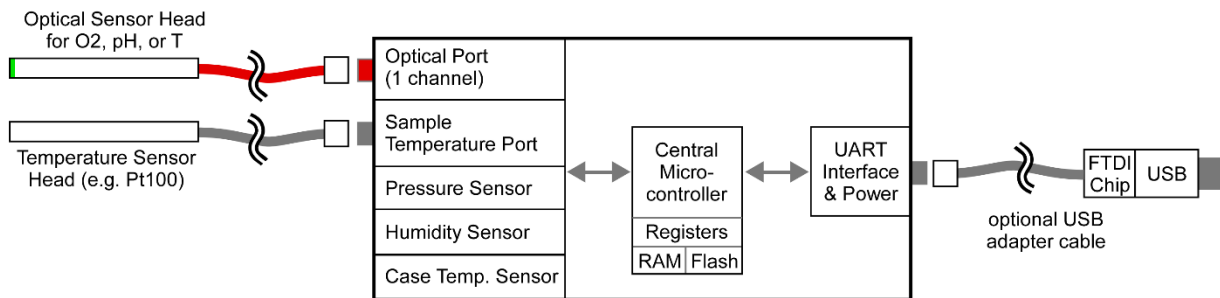 Optical Sensor Head
for O2, pH, or T
Temperature Sensor
Head (e.g. Pt100)
Optical Port
(1 channel)
Sample
Temperature Port
Pressure Sensor
Humidity Sensor
Case Temp. Sensor
Central
Micro-
controller
Registers
RAM Flash
UART
Interface
& Power
FTDI
Chip
USB
optional USB
adapter cable